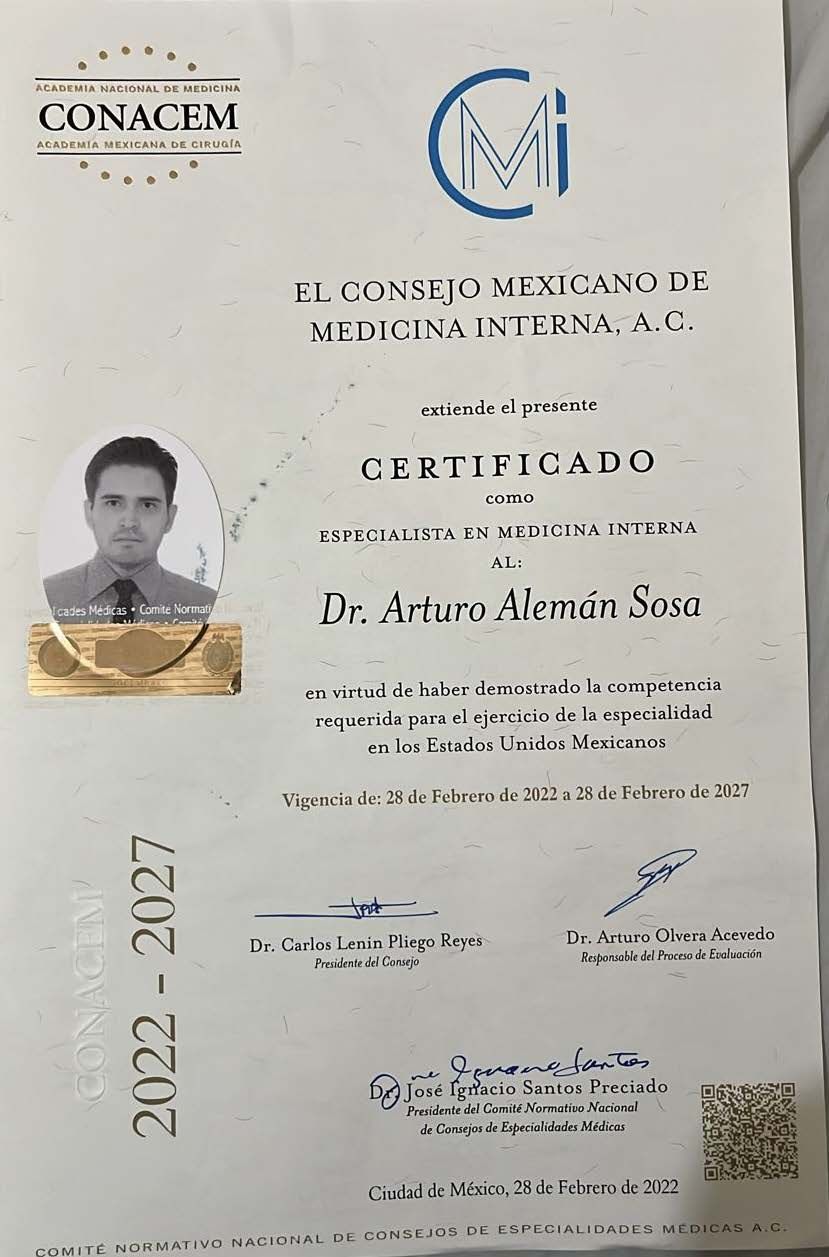 ACADEMIA NACIONAL DE MEDICINA
CONACEM
ACADEMIA MEXICANA DE CIRUGÍA
CMi
EL CONSEJO MEXICANO DE
MEDICINA INTERNA, A.C.
extiende el presente
CERTIFICADO
como
ESPECIALISTA EN MEDICINA INTERNA
AL:
Dr. Arturo Alemán Sosa
icades Médicas • Comite Normati
en virtud de haber demostrado la competencia
requerida para el ejercicio de la especialidad
en los Estados Unidos Mexicanos
Vigencia de: 28 de Febrero de 2022 a 28 de Febrero de 2027
CONACEM
2022 - 2027
Dr. Carlos Lenin Pliego Reyes
Presidente del Consejo
Dr. Arturo Olvera Acevedo
Responsable del Proceso de Evaluación
Dr. José Ignacio Santos Preciado
Presidente del Comité Normativo Nacional
de Consejos de Especialidades Médicas
Ciudad de México, 28 de Febrero de 2022
COMITÉ NORMATIVO NACIONAL DE CONSEJOS DE ESPECIALIDADES MÉDICAS A.C.